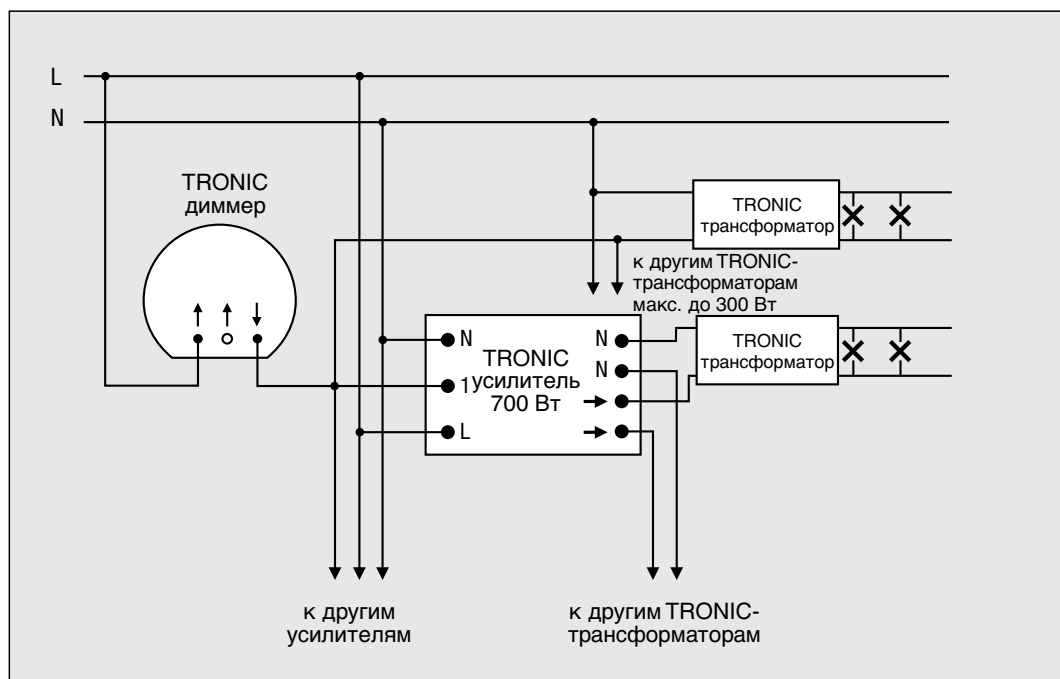 L
N
TRONIC
диммер
TRONIC
трансформатор
к другим TRONIC-
трансформаторам
макс. до 300 Вт
TRONIC
трансформатор
N
1
L
TRONIC
усилитель
700 Вт
N
N
к другим
усилителям
к другим TRONIC-
трансформаторам